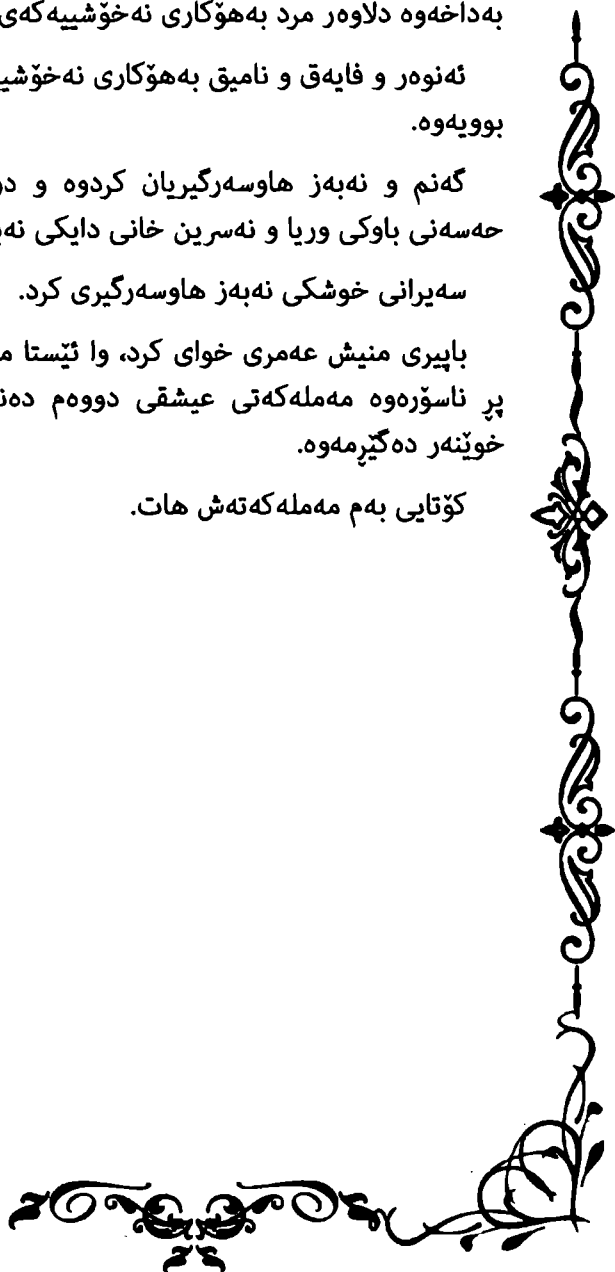 بەداخەوە دلاوەر مرد بەهۆکاری نەخۆشییەکەی
ئەنوەر و فایەق و نامیق بەهۆکاری نەخۆشی
بوویەوە.
گەنم و نەبەز هاوسەرگیریان کردوە و
حەسەنی باوکی وریا و نەسرین خانی دایکی
سەیرانی خوشکی نەبەز هاوسەرگیری کرد.
باپیری منیش عەمری خوای کرد، وا ئێستا
پڕ ناسۆرەوە مەملەکەتی عیشقی دووەم
خوێنەر دەگێڕمەوە.
کۆتایی بەم مەملەکەتەش هات.